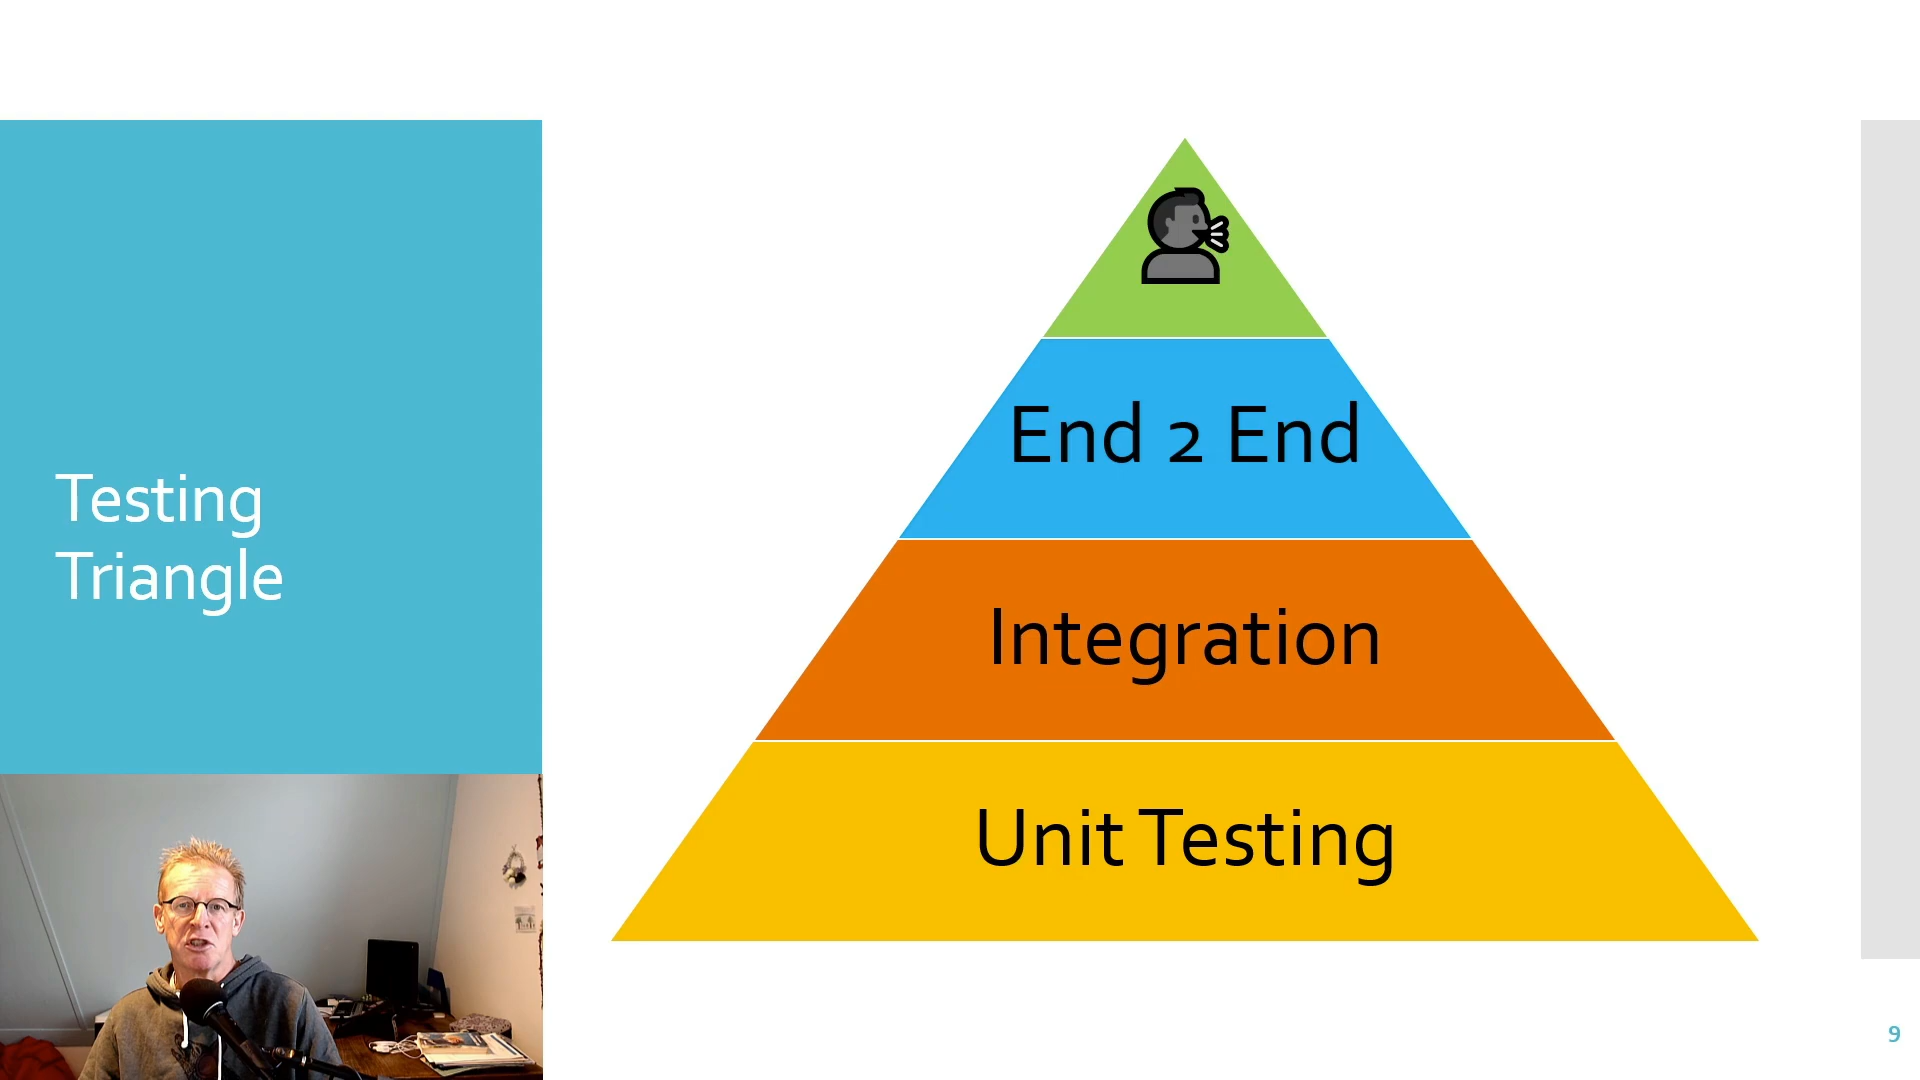 Testing
Triangle
End 2 End
Integration
Unit Testing
9